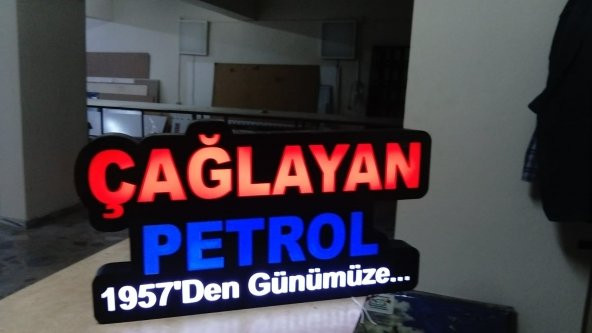 ÇAĞLAYAN
PETROL
1957'Den Günümüze...